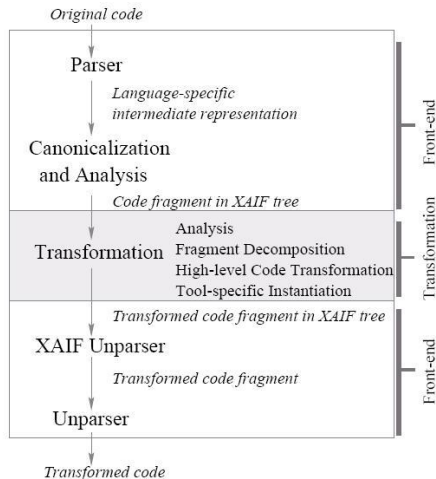 Original code
Parser
Language-specific
intermediate representation
Canonicalization
and Analysis
Code fragment in XAIF tree
Front-end
Transformation
Analysis
Fragment Decomposition
High-level Code Transformation
Tool-specific Instantiation
Transformation
Transformed code fragment in XAIF tree
XAIF Unparser
Transformed code fragment
Unparser
Front-end
Transformed code